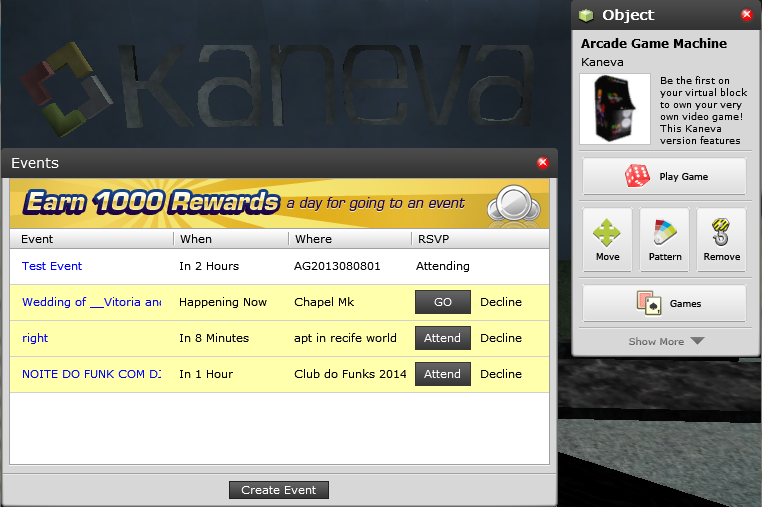 kaneva
Events
Earn 1000 Rewards a day for going to an event
Event When Where RSVP
Test Event In 2 Hours AG2013080801 Attending
Wedding of __Vitoria and Happening Now Chapel Mk GO Decline
right In 8 Minutes apt in recife world Attend Decline
NOITE DO FUNK COM In 1 Hour Club do Funks 2014 Attend Decline
Create Event
Object
Arcade Game Machine
Kaneva
Be the first on
your virtual block
to own your very
own video game!
This Kaneva
version features
Play Game
Move Pattern Remove
Games
Show More